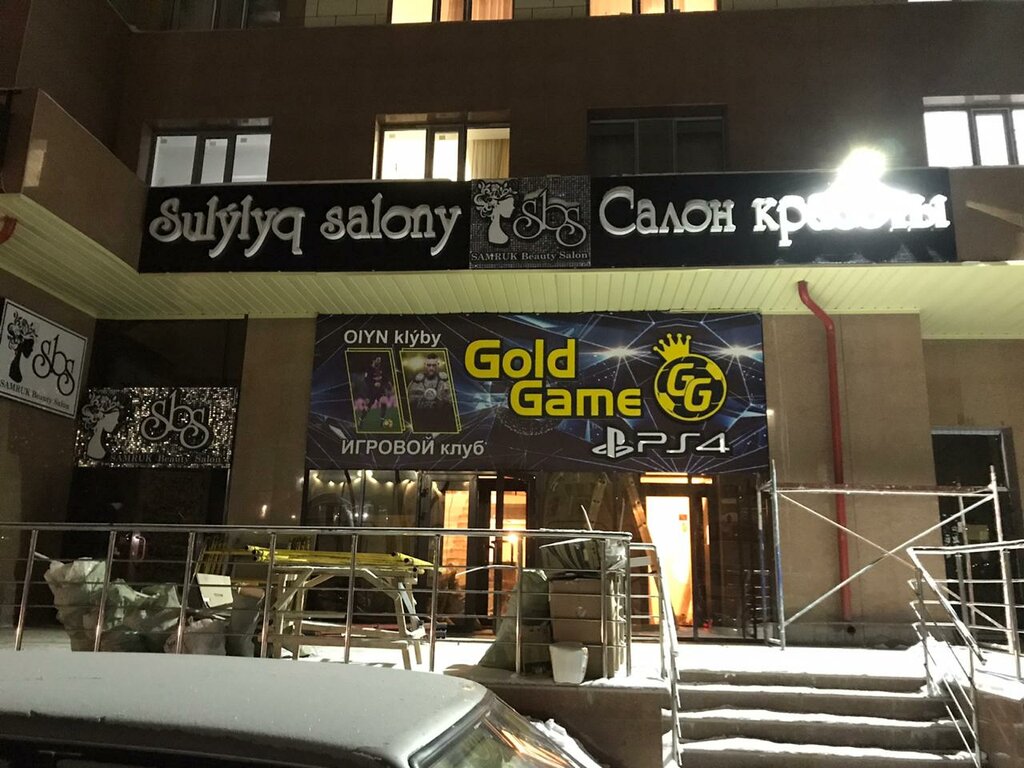 Sulýlyq salony
sbs
SAMRUK Beauty Salon
Салон красоты
sbs
SAMRUK Beauty Salon
sbs
SAMRUK Beauty Salon
OIYN klýby
Gold
Game
GG
ИГРОВОЙ клуб
PS4